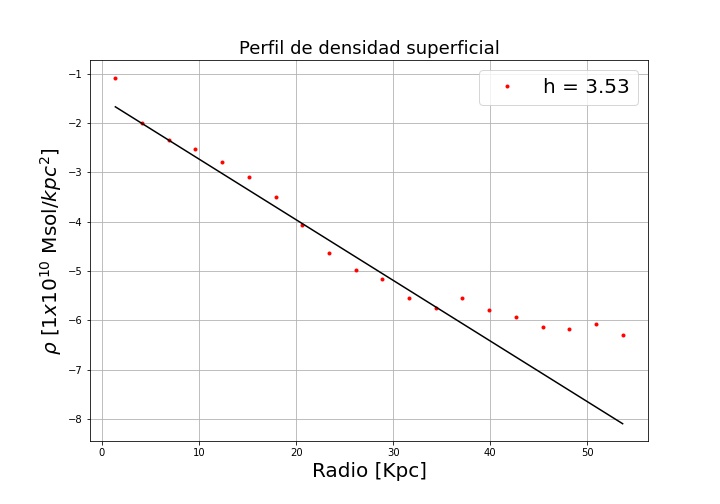 Perfil de densidad superficial
h = 3.53
ρ [1x10^10 Msol/kpc^2]
−1
−2
−3
−4
−5
−6
−7
−8
0 10 20 30 40 50
Radio [Kpc]